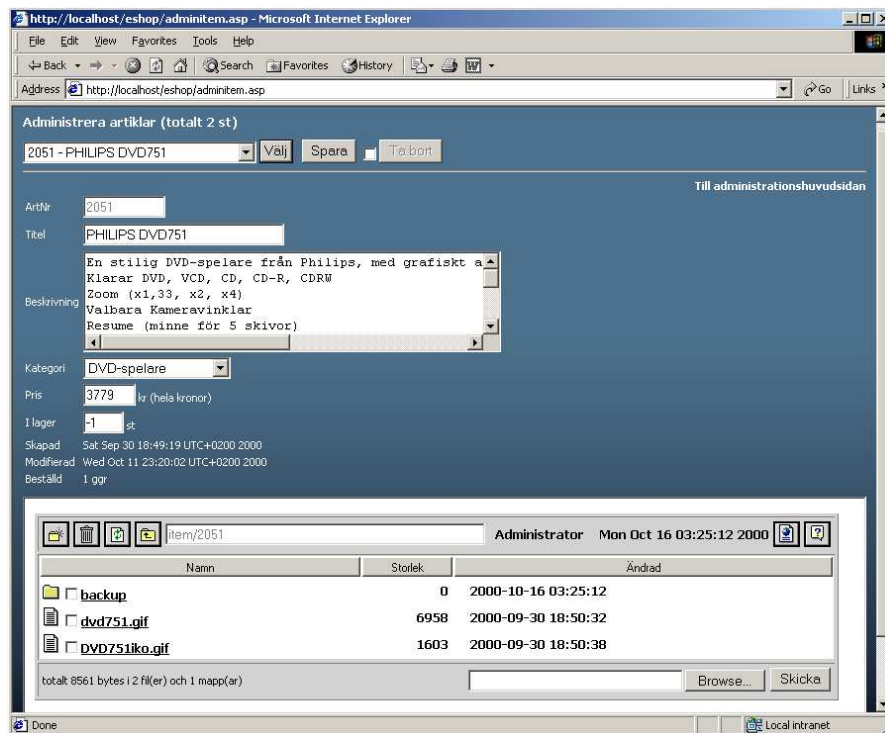 http://localhost/eshop/adminitem.asp - Microsoft Internet Explorer
File Edit View Favorites Tools Help
Back Search Favorites History
Address http://localhost/eshop/adminitem.asp Go Links
Administrera artiklar (totalt 2 st)
2051 - PHILIPS DVD751 Välj Spara Ta bort
Till administrationshuvudsidan
ArtNr 2051
Titel PHILIPS DVD751
En stilig DVD-spelare från Philips, med grafiskt a
Klarar DVD, VCD, CD, CD-R, CDRW
Zoom (x1,33, x2, x4)
Beskrivning
Valbara Kameravinklar
Resume (minne för 5 skivor)
Kategori DVD-spelare
Pris 3779 kr (hela kronor)
I lager -1 st
Skapad Sat Sep 30 18:49:19 UTC+0200 2000
Modifierad Wed Oct 11 23:20:02 UTC+0200 2000
Beställd 1 ggr
item/2051 Administrator Mon Oct 16 03:25:12 2000
Namn Storlek Ändrad
backup 0 2000-10-16 03:25:12
dvd751.gif 6958 2000-09-30 18:50:32
DVD751iko.gif 1603 2000-09-30 18:50:38
totalt 8561 bytes i 2 fil(er) och 1 mapp(ar) Browse... Skicka
Done Local intranet